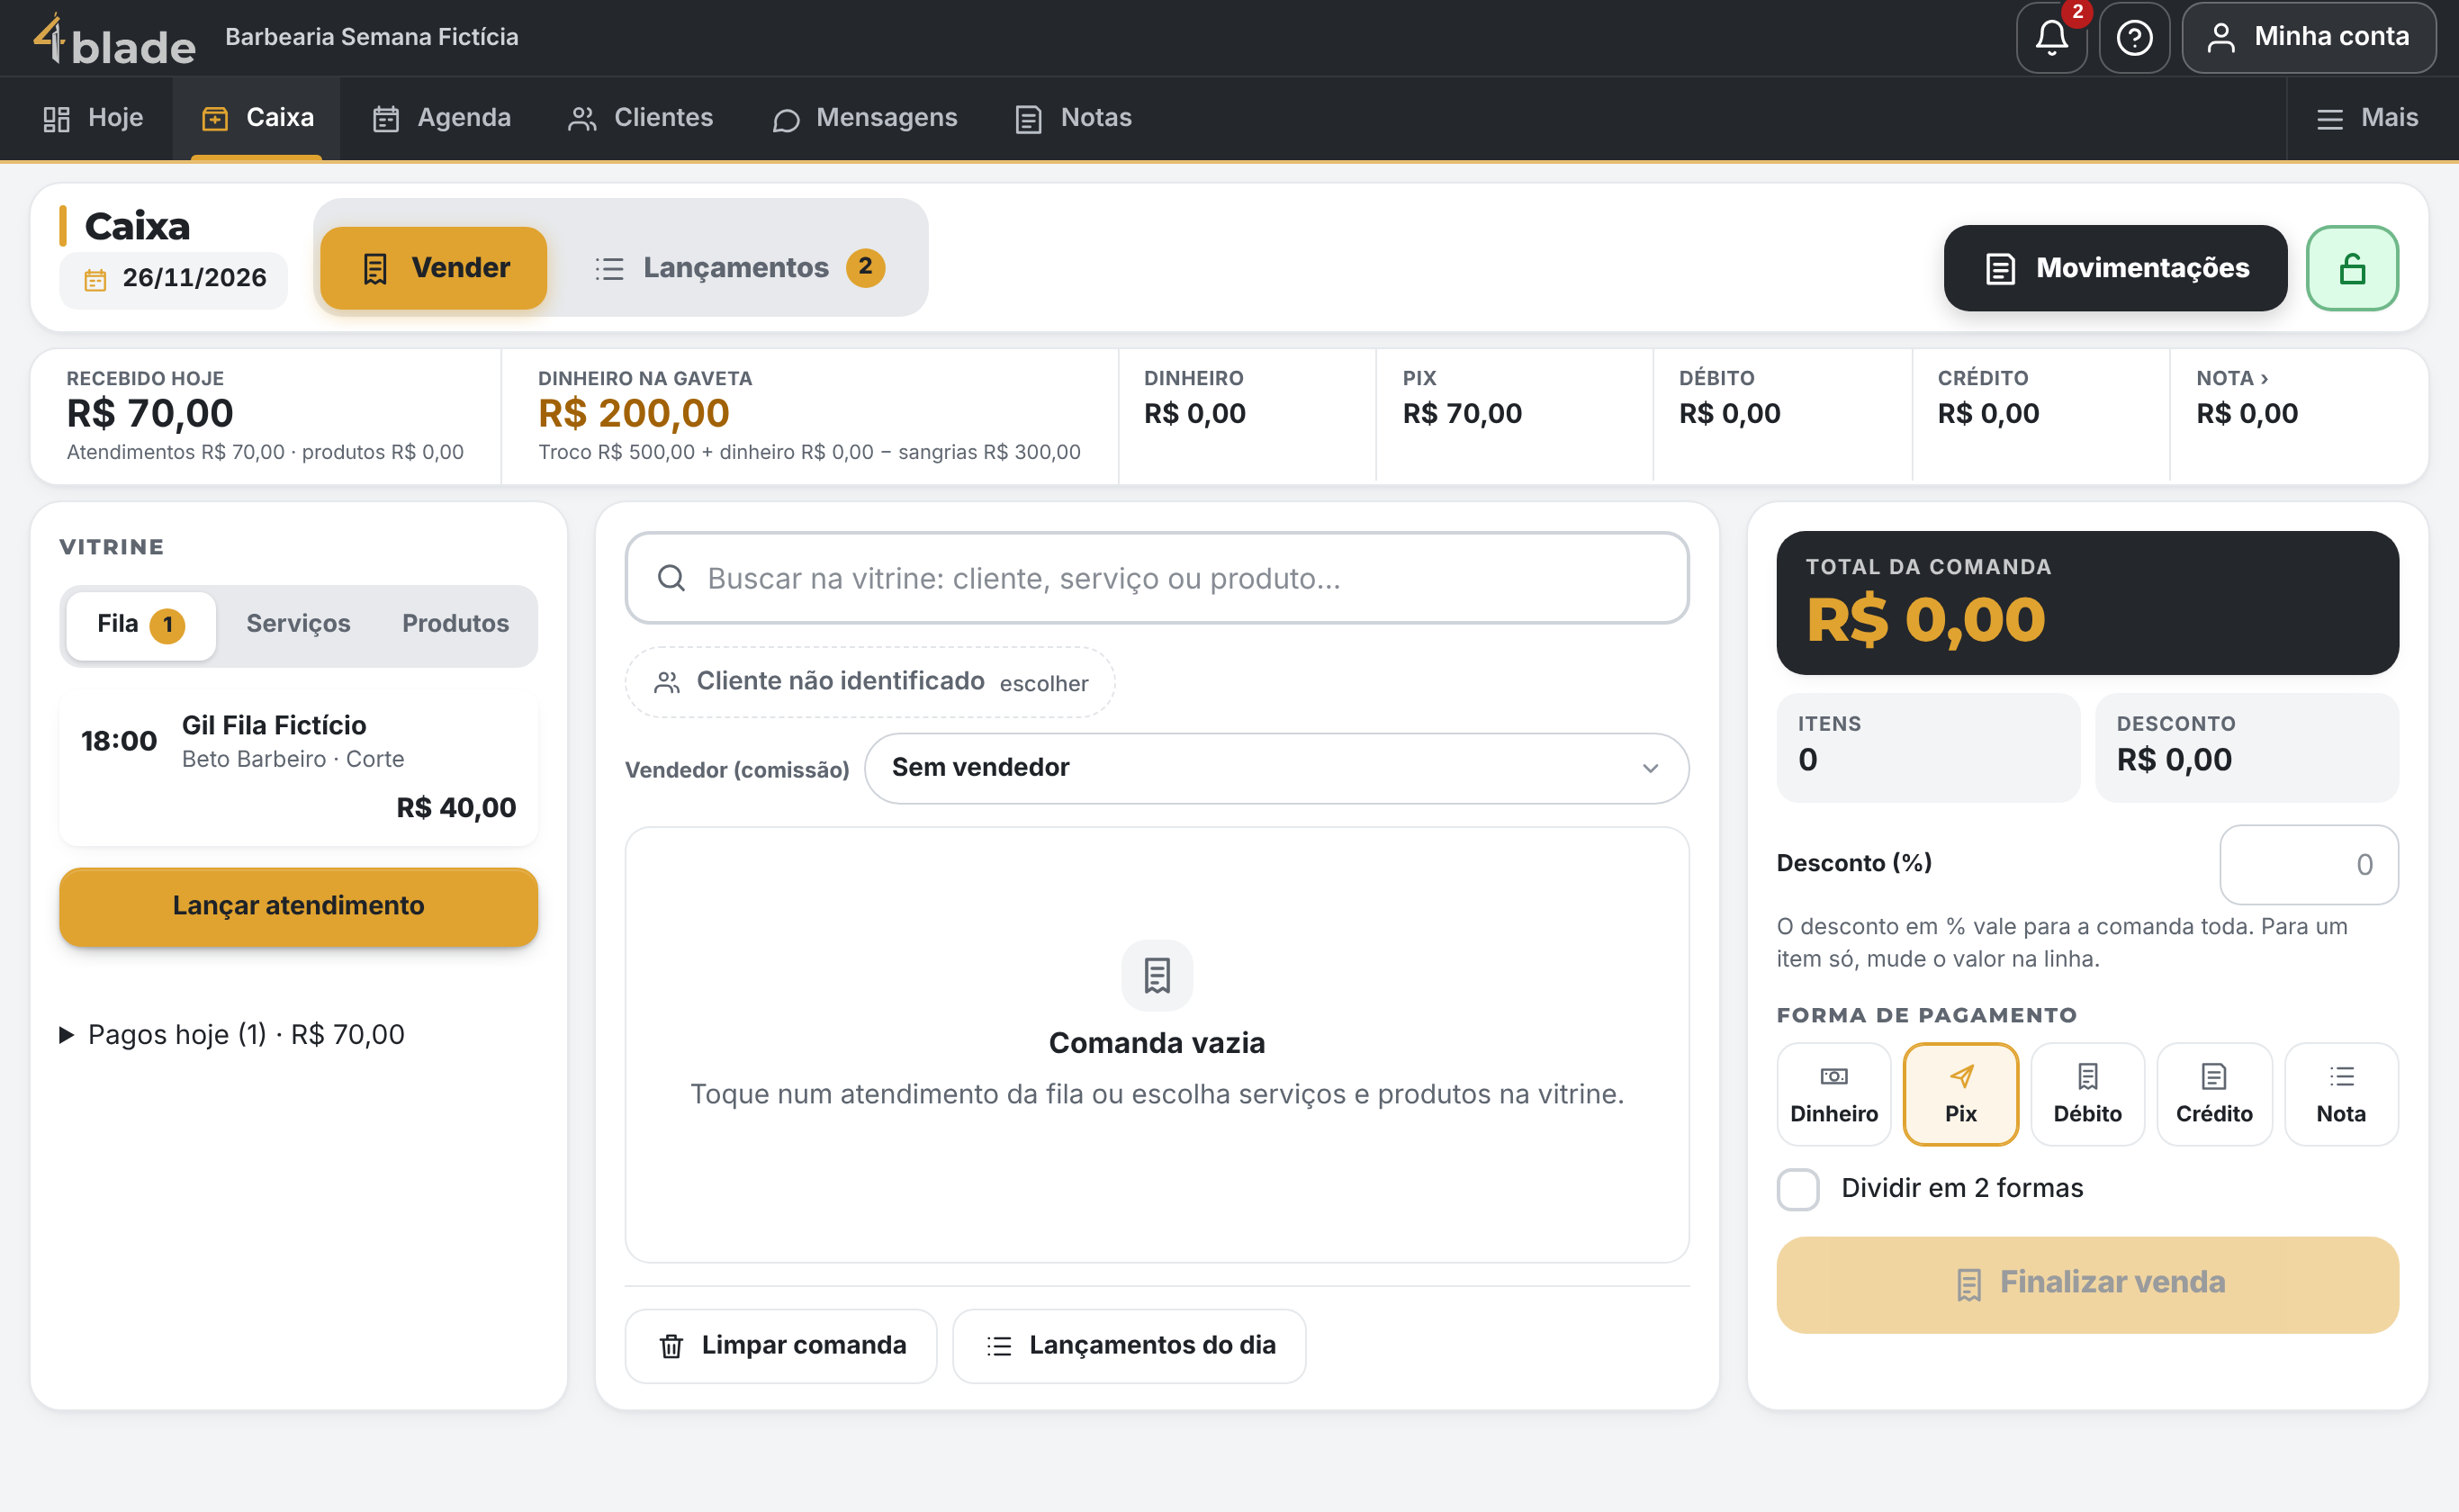 4blade
Barbearia Semana Fictícia
2
Minha conta
Hoje
Caixa
Agenda
Clientes
Mensagens
Notas
Mais
Caixa
26/11/2026
Vender
Lançamentos 2
Movimentações
RECEBIDO HOJE
R$ 70,00
Atendimentos R$ 70,00 · produtos R$ 0,00
DINHEIRO NA GAVETA
R$ 200,00
Troco R$ 500,00 + dinheiro R$ 0,00 − sangrias R$ 300,00
DINHEIRO
R$ 0,00
PIX
R$ 70,00
DÉBITO
R$ 0,00
CRÉDITO
R$ 0,00
NOTA ›
R$ 0,00
VITRINE
Fila 1
Serviços
Produtos
18:00
Gil Fila Fictício
Beto Barbeiro · Corte
R$ 40,00
Lançar atendimento
Pagos hoje (1) · R$ 70,00
Buscar na vitrine: cliente, serviço ou produto...
Cliente não identificado escolher
Vendedor (comissão)
Sem vendedor
Comanda vazia
Toque num atendimento da fila ou escolha serviços e produtos na vitrine.
Limpar comanda
Lançamentos do dia
TOTAL DA COMANDA
R$ 0,00
ITENS
0
DESCONTO
R$ 0,00
Desconto (%)
0
O desconto em % vale para a comanda toda. Para um
item só, mude o valor na linha.
FORMA DE PAGAMENTO
Dinheiro
Pix
Débito
Crédito
Nota
Dividir em 2 formas
Finalizar venda